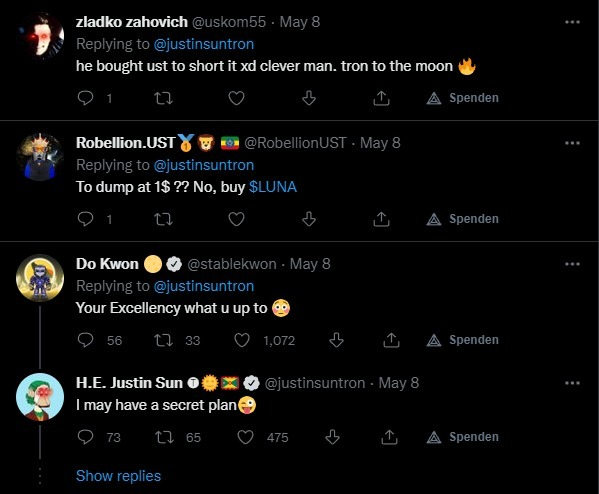 zladko zahovich @uskom55 · May 8
Replying to @justinsuntron
he bought ust to short it xd clever man. tron to the moon 🔥
1 Spenden
Robellion.UST🏅🦁 🇪🇹 @RobellionUST · May 8
Replying to @justinsuntron
To dump at 1$ ?? No, buy $LUNA
1 Spenden
Do Kwon 🌕 @stablekwon · May 8
Replying to @justinsuntron
Your Excellency what u up to 😳
56 33 1,072 Spenden
H.E. Justin Sun 🅣🌞🇬🇩 @justinsuntron · May 8
I may have a secret plan😜
73 65 475 Spenden
Show replies